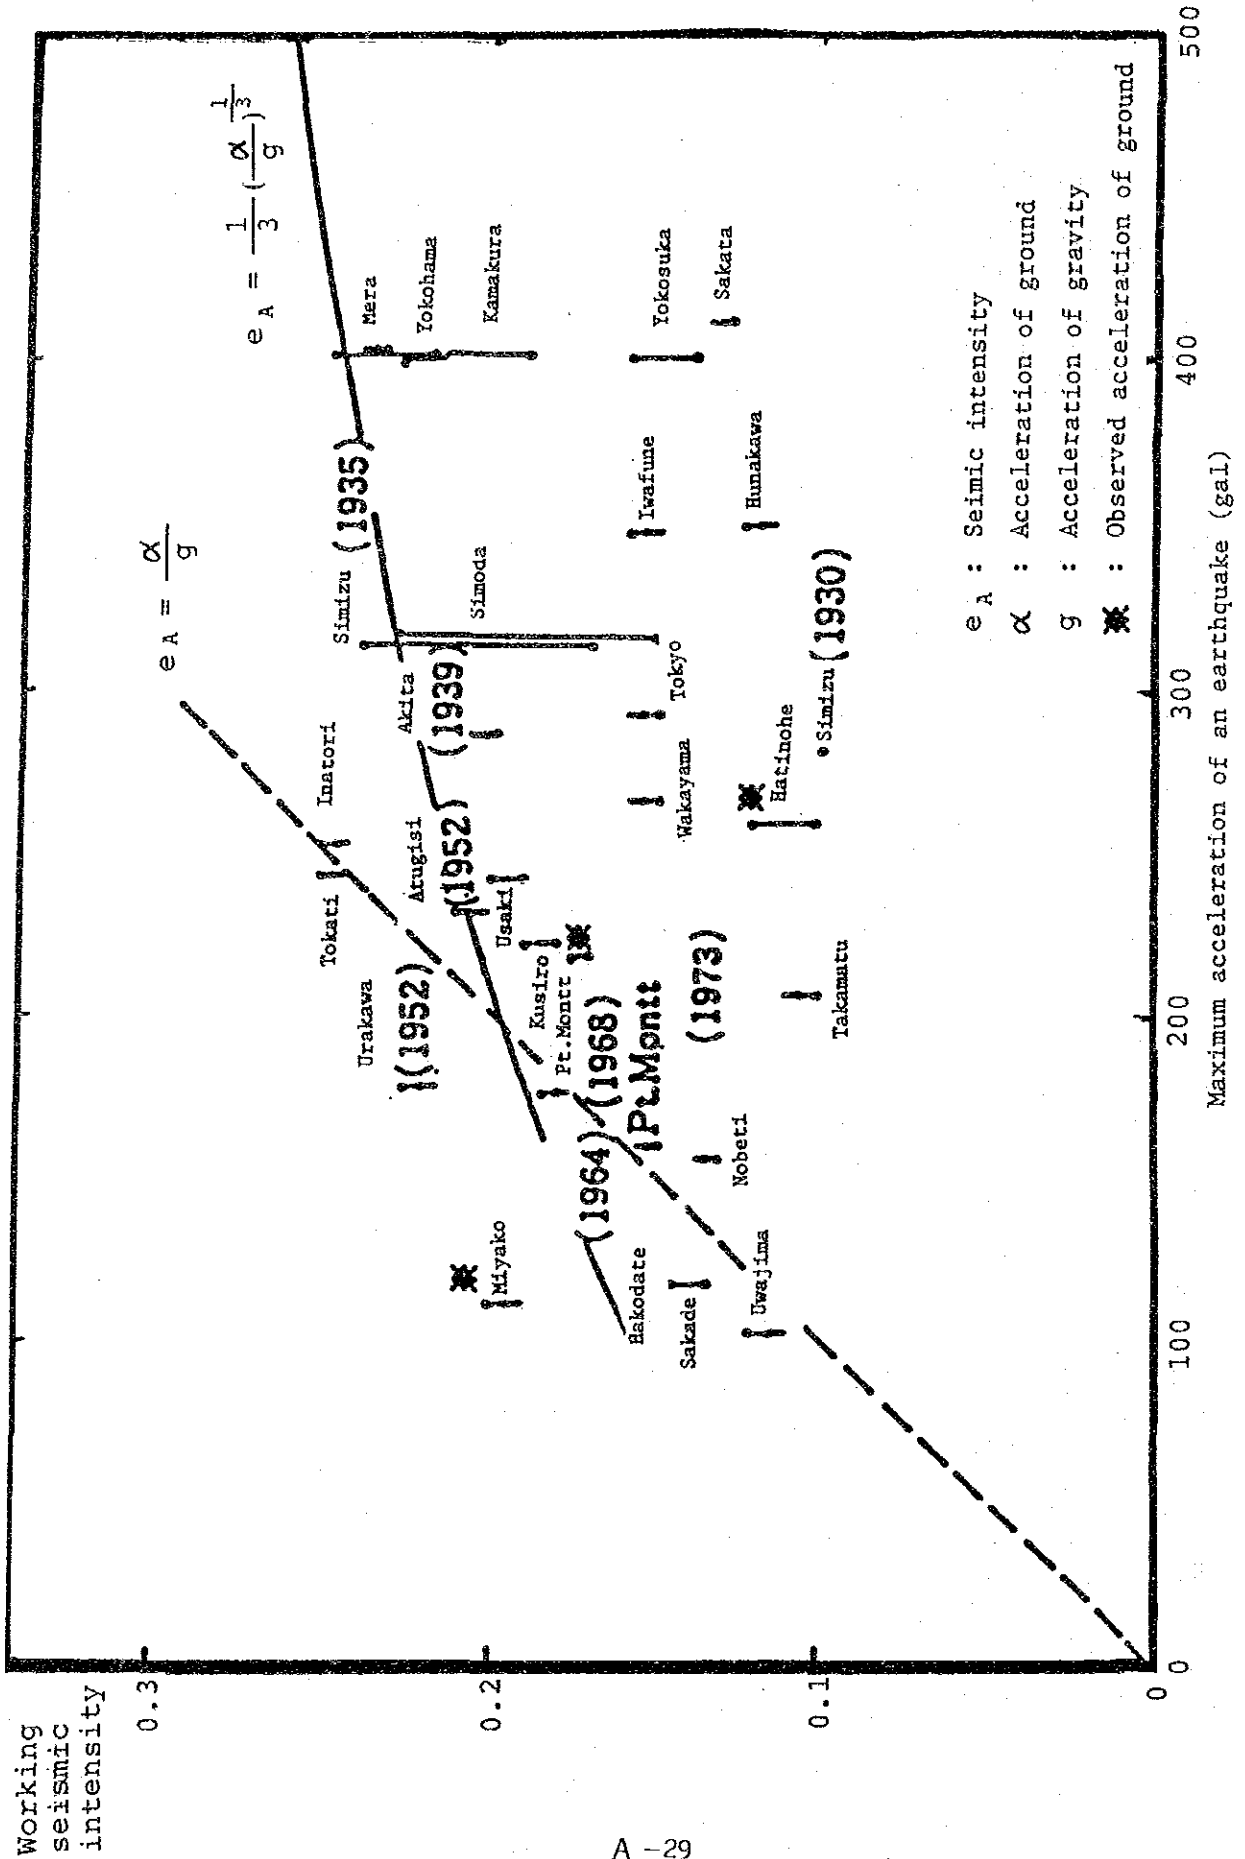 Working
seismic
intensity
0.3
0.2
0.1
0
0
100
200
300
400
500
Maximum acceleration of an earthquake (gal)
e A = α/g
e A = 1/3 (α/g)^1/3
Tokati
Inatori
Urakawa
(1952)
Atugisi
(1952)
Akita
(1939)
Simizu (1935)
Simoda
Mera
Yokohama
Kamakura
Miyako
Usaki
Kusiro
Pt.Montt
(1968)
(1964)
Pt.Montt
(1973)
Hakodate
Sakade
Uwajima
Nobeti
Takamatu
Wakayama
Tokyo
Hatinohe
Simizu (1930)
Iwafune
Hunakawa
Yokosuka
Sakata
e A : Seimic intensity
α : Acceleration of ground
g : Acceleration of gravity
※ : Observed acceleration of ground
A-29